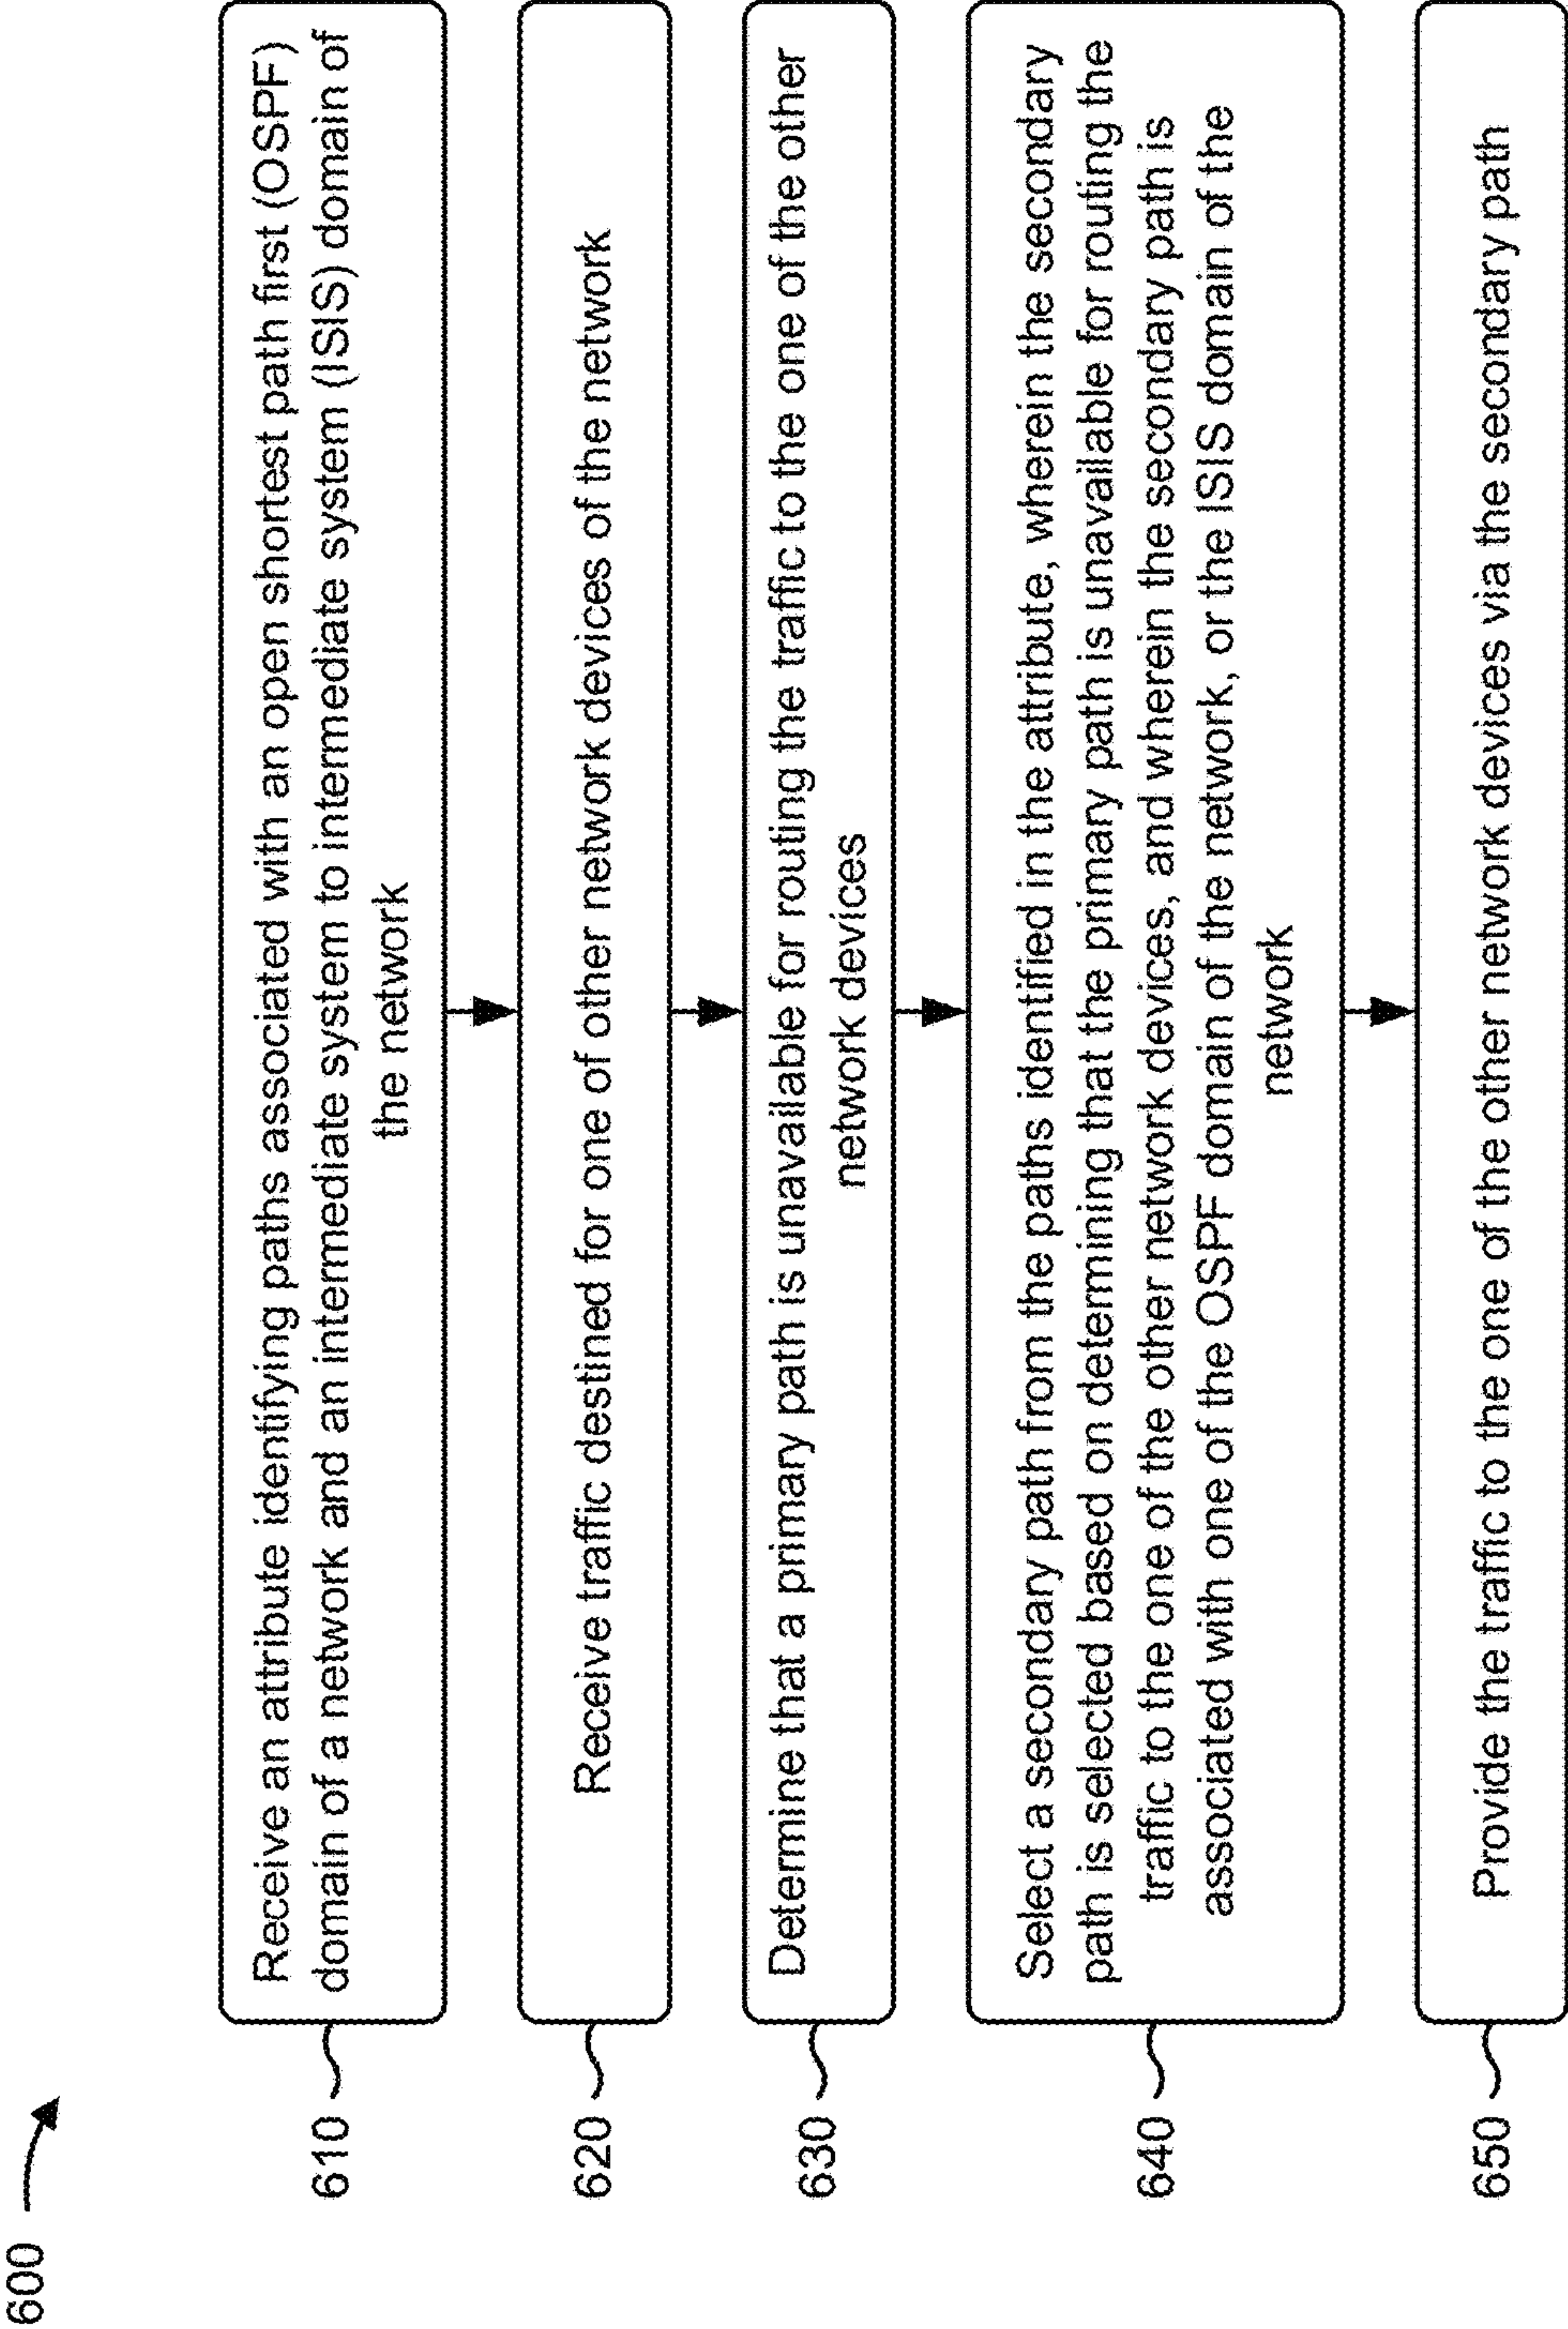 600
610
Receive an attribute identifying paths associated with an open shortest path first (OSPF)
domain of a network and an intermediate system to intermediate system (ISIS) domain of
the network
620
Receive traffic destined for one of other network devices of the network
630
Determine that a primary path is unavailable for routing the traffic to the one of the other
network devices
640
Select a secondary path from the paths identified in the attribute, wherein the secondary
path is selected based on determining that the primary path is unavailable for routing the
traffic to the one of the other network devices, and wherein the secondary path is
associated with one of the OSPF domain of the network, or the ISIS domain of the
network
650
Provide the traffic to the one of the other network devices via the secondary path